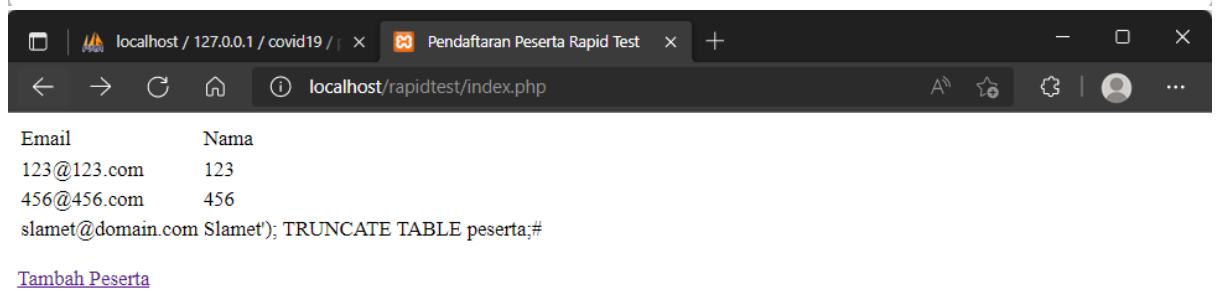 localhost / 127.0.0.1 / covid19 /
Pendaftaran Peserta Rapid Test
localhost/rapidtest/index.php
Email Nama
123@123.com 123
456@456.com 456
slamet@domain.com Slamet'); TRUNCATE TABLE peserta;#
Tambah Peserta